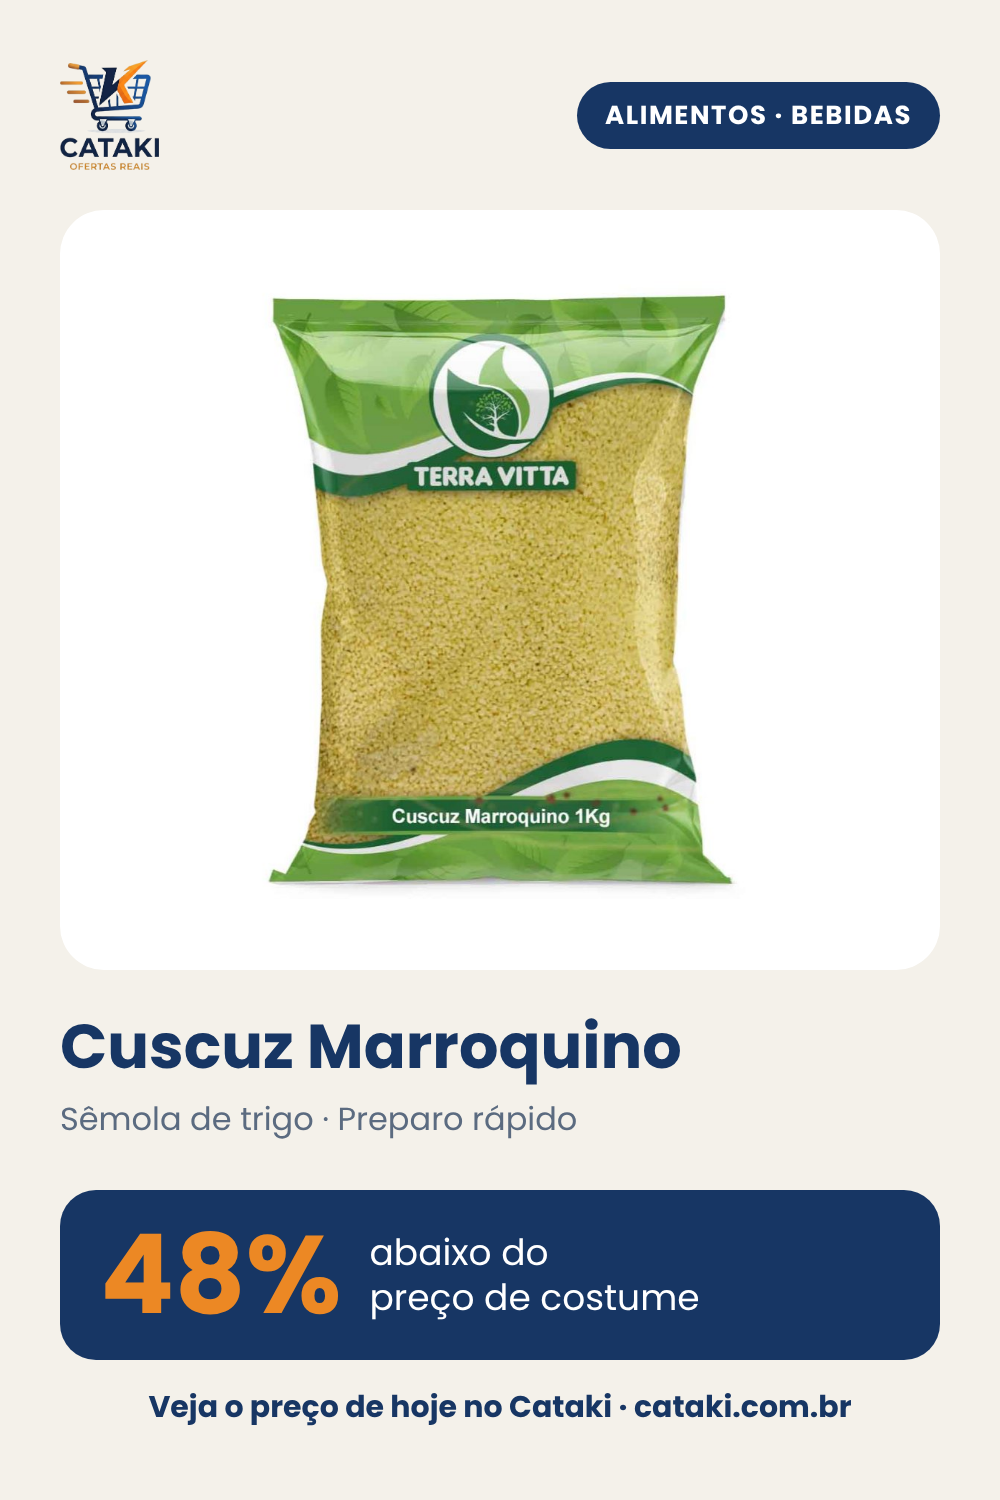 CATAKI
OFERTAS REAIS
ALIMENTOS · BEBIDAS
TERRA VITTA
Cuscuz Marroquino 1Kg
Cuscuz Marroquino
Sêmola de trigo · Preparo rápido
48%
abaixo do
preço de costume
Veja o preço de hoje no Cataki · cataki.com.br